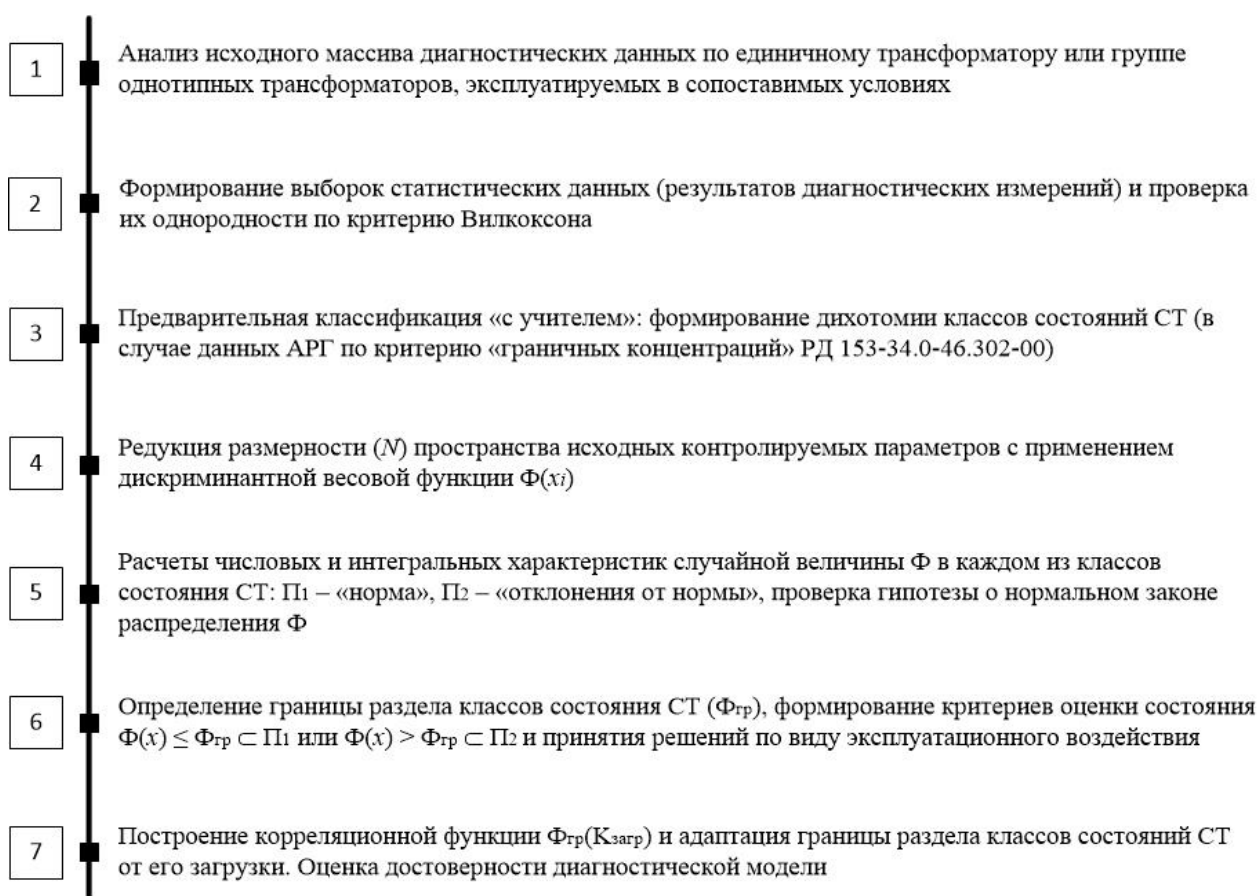 1
Анализ исходного массива диагностических данных по единичному трансформатору или группе
однотипных трансформаторов, эксплуатируемых в сопоставимых условиях
2
Формирование выборок статистических данных (результатов диагностических измерений) и проверка
их однородности по критерию Вилкоксона
3
Предварительная классификация «с учителем»: формирование дихотомии классов состояний СТ (в
случае данных АРГ по критерию «граничных концентраций» РД 153-34.0-46.302-00)
4
Редукция размерности (N) пространства исходных контролируемых параметров с применением
дискриминантной весовой функции Ф(xi)
5
Расчеты числовых и интегральных характеристик случайной величины Ф в каждом из классов
состояния СТ: П1 – «норма», П2 – «отклонения от нормы», проверка гипотезы о нормальном законе
распределения Ф
6
Определение границы раздела классов состояния СТ (Фгр), формирование критериев оценки состояния
Ф(x) ≤ Фгр ⊂ П1 или Ф(x) > Фгр ⊂ П2 и принятия решений по виду эксплуатационного воздействия
7
Построение корреляционной функции Фгр(Kзагр) и адаптация границы раздела классов состояний СТ
от его загрузки. Оценка достоверности диагностической модели